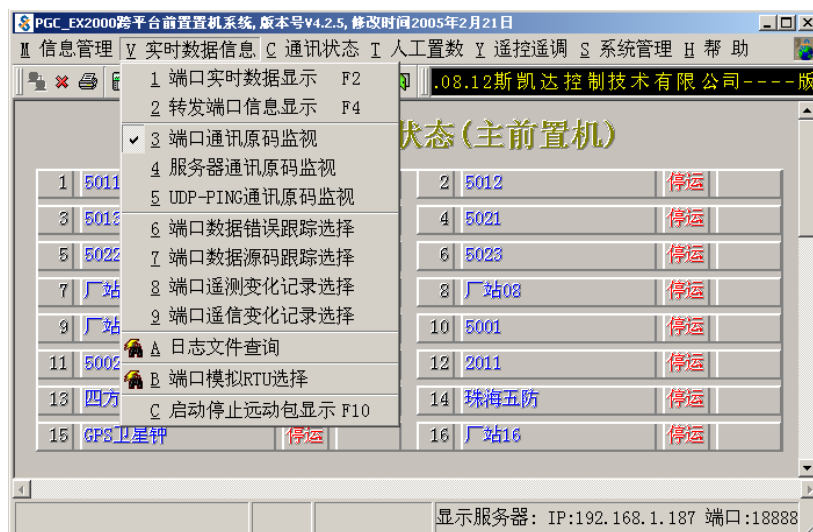 PGC_EX2000跨平台前置置机系统,版本号V4.2.5,修改时间2005年2月21日
M 信息管理 V 实时数据信息 C 通讯状态 T 人工置数 Y 遥控遥调 S 系统管理 H 帮 助
.08.12斯凯达控制技术有限公司----版
1 端口实时数据显示 F2
2 转发端口信息显示 F4
3 端口通讯原码监视
4 服务器通讯原码监视
5 UDP-PING通讯原码监视
6 端口数据错误跟踪选择
7 端口数据源码跟踪选择
8 端口遥测变化记录选择
9 端口遥信变化记录选择
A 日志文件查询
B 端口模拟RTU选择
C 启动停止远动包显示 F10
状态(主前置机)
1 5011 2 5012 停运
3 5013 4 5021 停运
5 5022 6 5023 停运
7 厂站 8 厂站08 停运
9 厂站 10 5001 停运
11 5002 12 2011 停运
13 四方 14 珠海五防 停运
15 GPS卫星钟 停运 16 厂站16 停运
显示服务器: IP:192.168.1.187 端口:18888